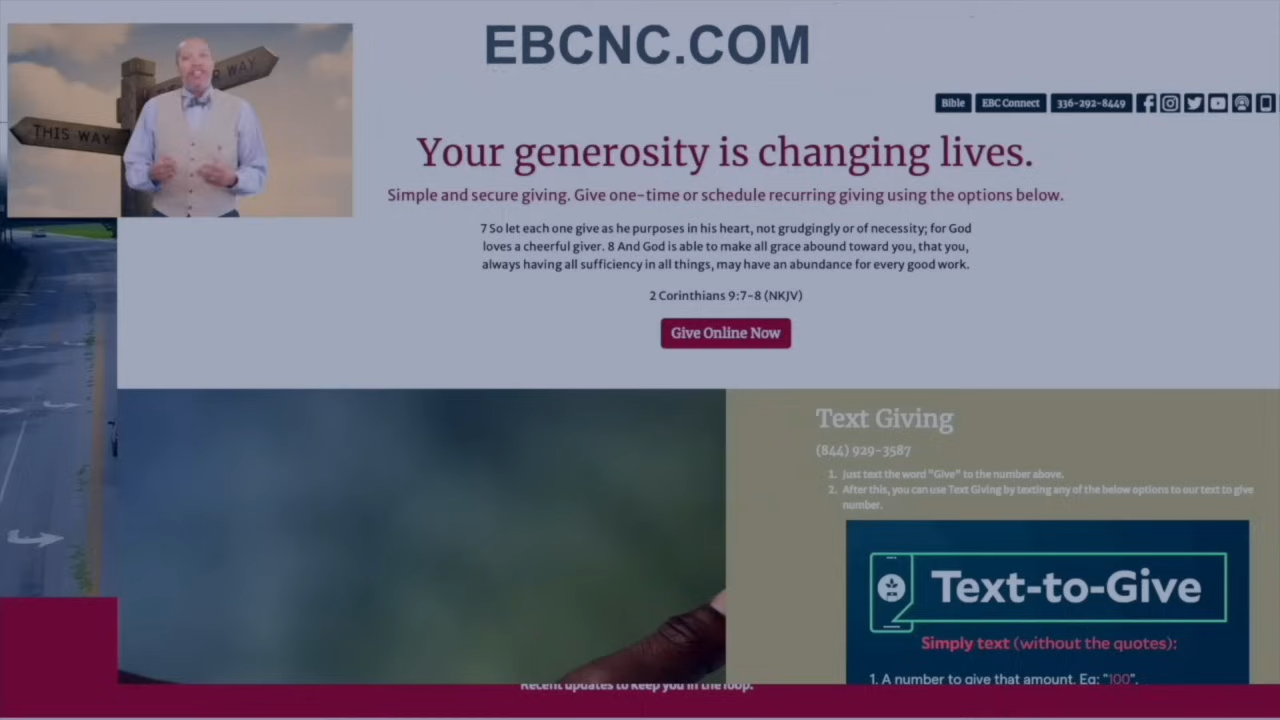 EBCNC.COM
R WAY
THIS WAY
Bible
EBC Connect
336-292-8449
Your generosity is changing lives.
Simple and secure giving. Give one-time or schedule recurring giving using the options below.
7 So let each one give as he purposes in his heart, not grudgingly or of necessity; for God
loves a cheerful giver. 8 And God is able to make all grace abound toward you, that you,
always having all sufficiency in all things, may have an abundance for every good work.
2 Corinthians 9:7-8 (NKJV)
Give Online Now
Text Giving
(844) 929-3587
1. Just text the word "Give" to the number above.
2. After this, you can use Text Giving by texting any of the below options to our text to give
number.
Text-to-Give
Simply text (without the quotes):
1. A number to give that amount. Eg: "100".
Recent updates to keep you in the loop.